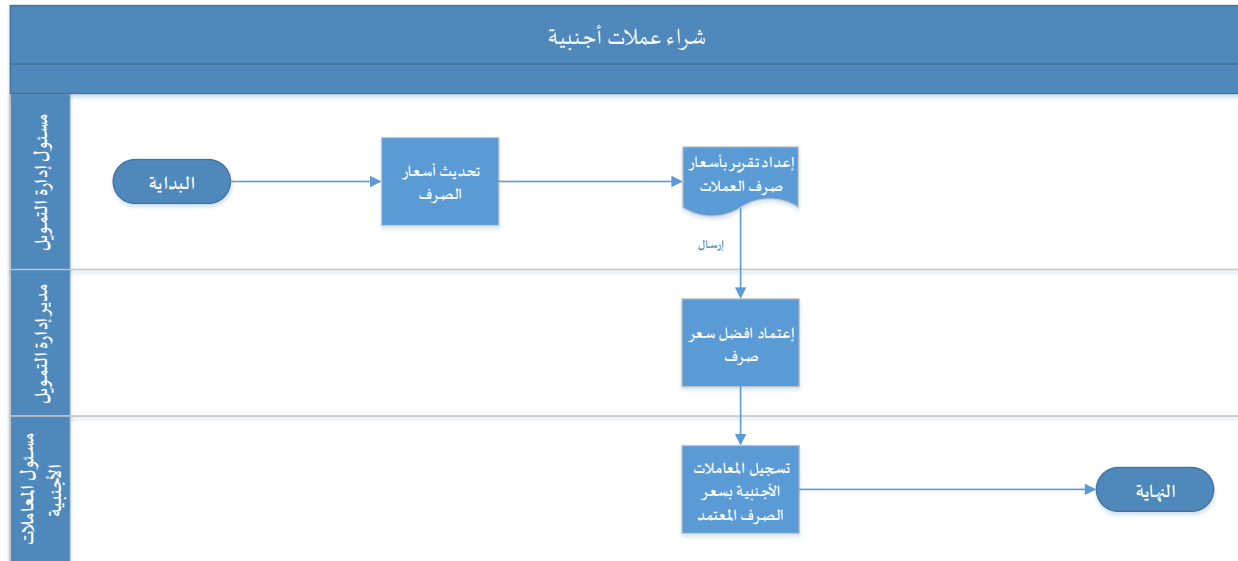 شراء عملات أجنبية
مسئول إدارة التمويل
البداية
تحديث أسعار
الصرف
إعداد تقرير بأسعار
صرف العملات
إرسال
مدير إدارة التمويل
إعتماد افضل سعر
صرف
مسئول المعاملات
الأجنبية
تسجيل المعاملات
الأجنبية بسعر
الصرف المعتمد
النهاية